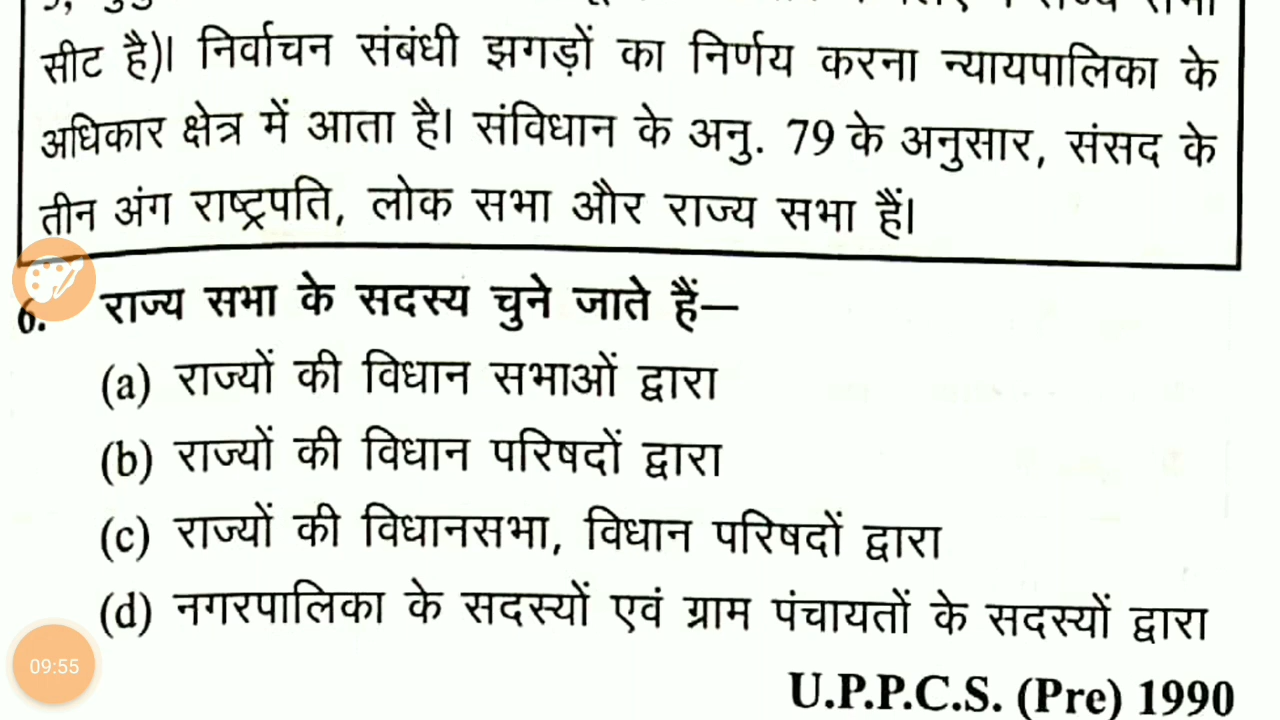 सीट है)। निर्वाचन संबंधी झगड़ों का निर्णय करना न्यायपालिका के
अधिकार क्षेत्र में आता है। संविधान के अनु. 79 के अनुसार, संसद के
तीन अंग राष्ट्रपति, लोक सभा और राज्य सभा हैं।
6. राज्य सभा के सदस्य चुने जाते हैं—
(a) राज्यों की विधान सभाओं द्वारा
(b) राज्यों की विधान परिषदों द्वारा
(c) राज्यों की विधानसभा, विधान परिषदों द्वारा
(d) नगरपालिका के सदस्यों एवं ग्राम पंचायतों के सदस्यों द्वारा
09:55
U.P.P.C.S. (Pre) 1990